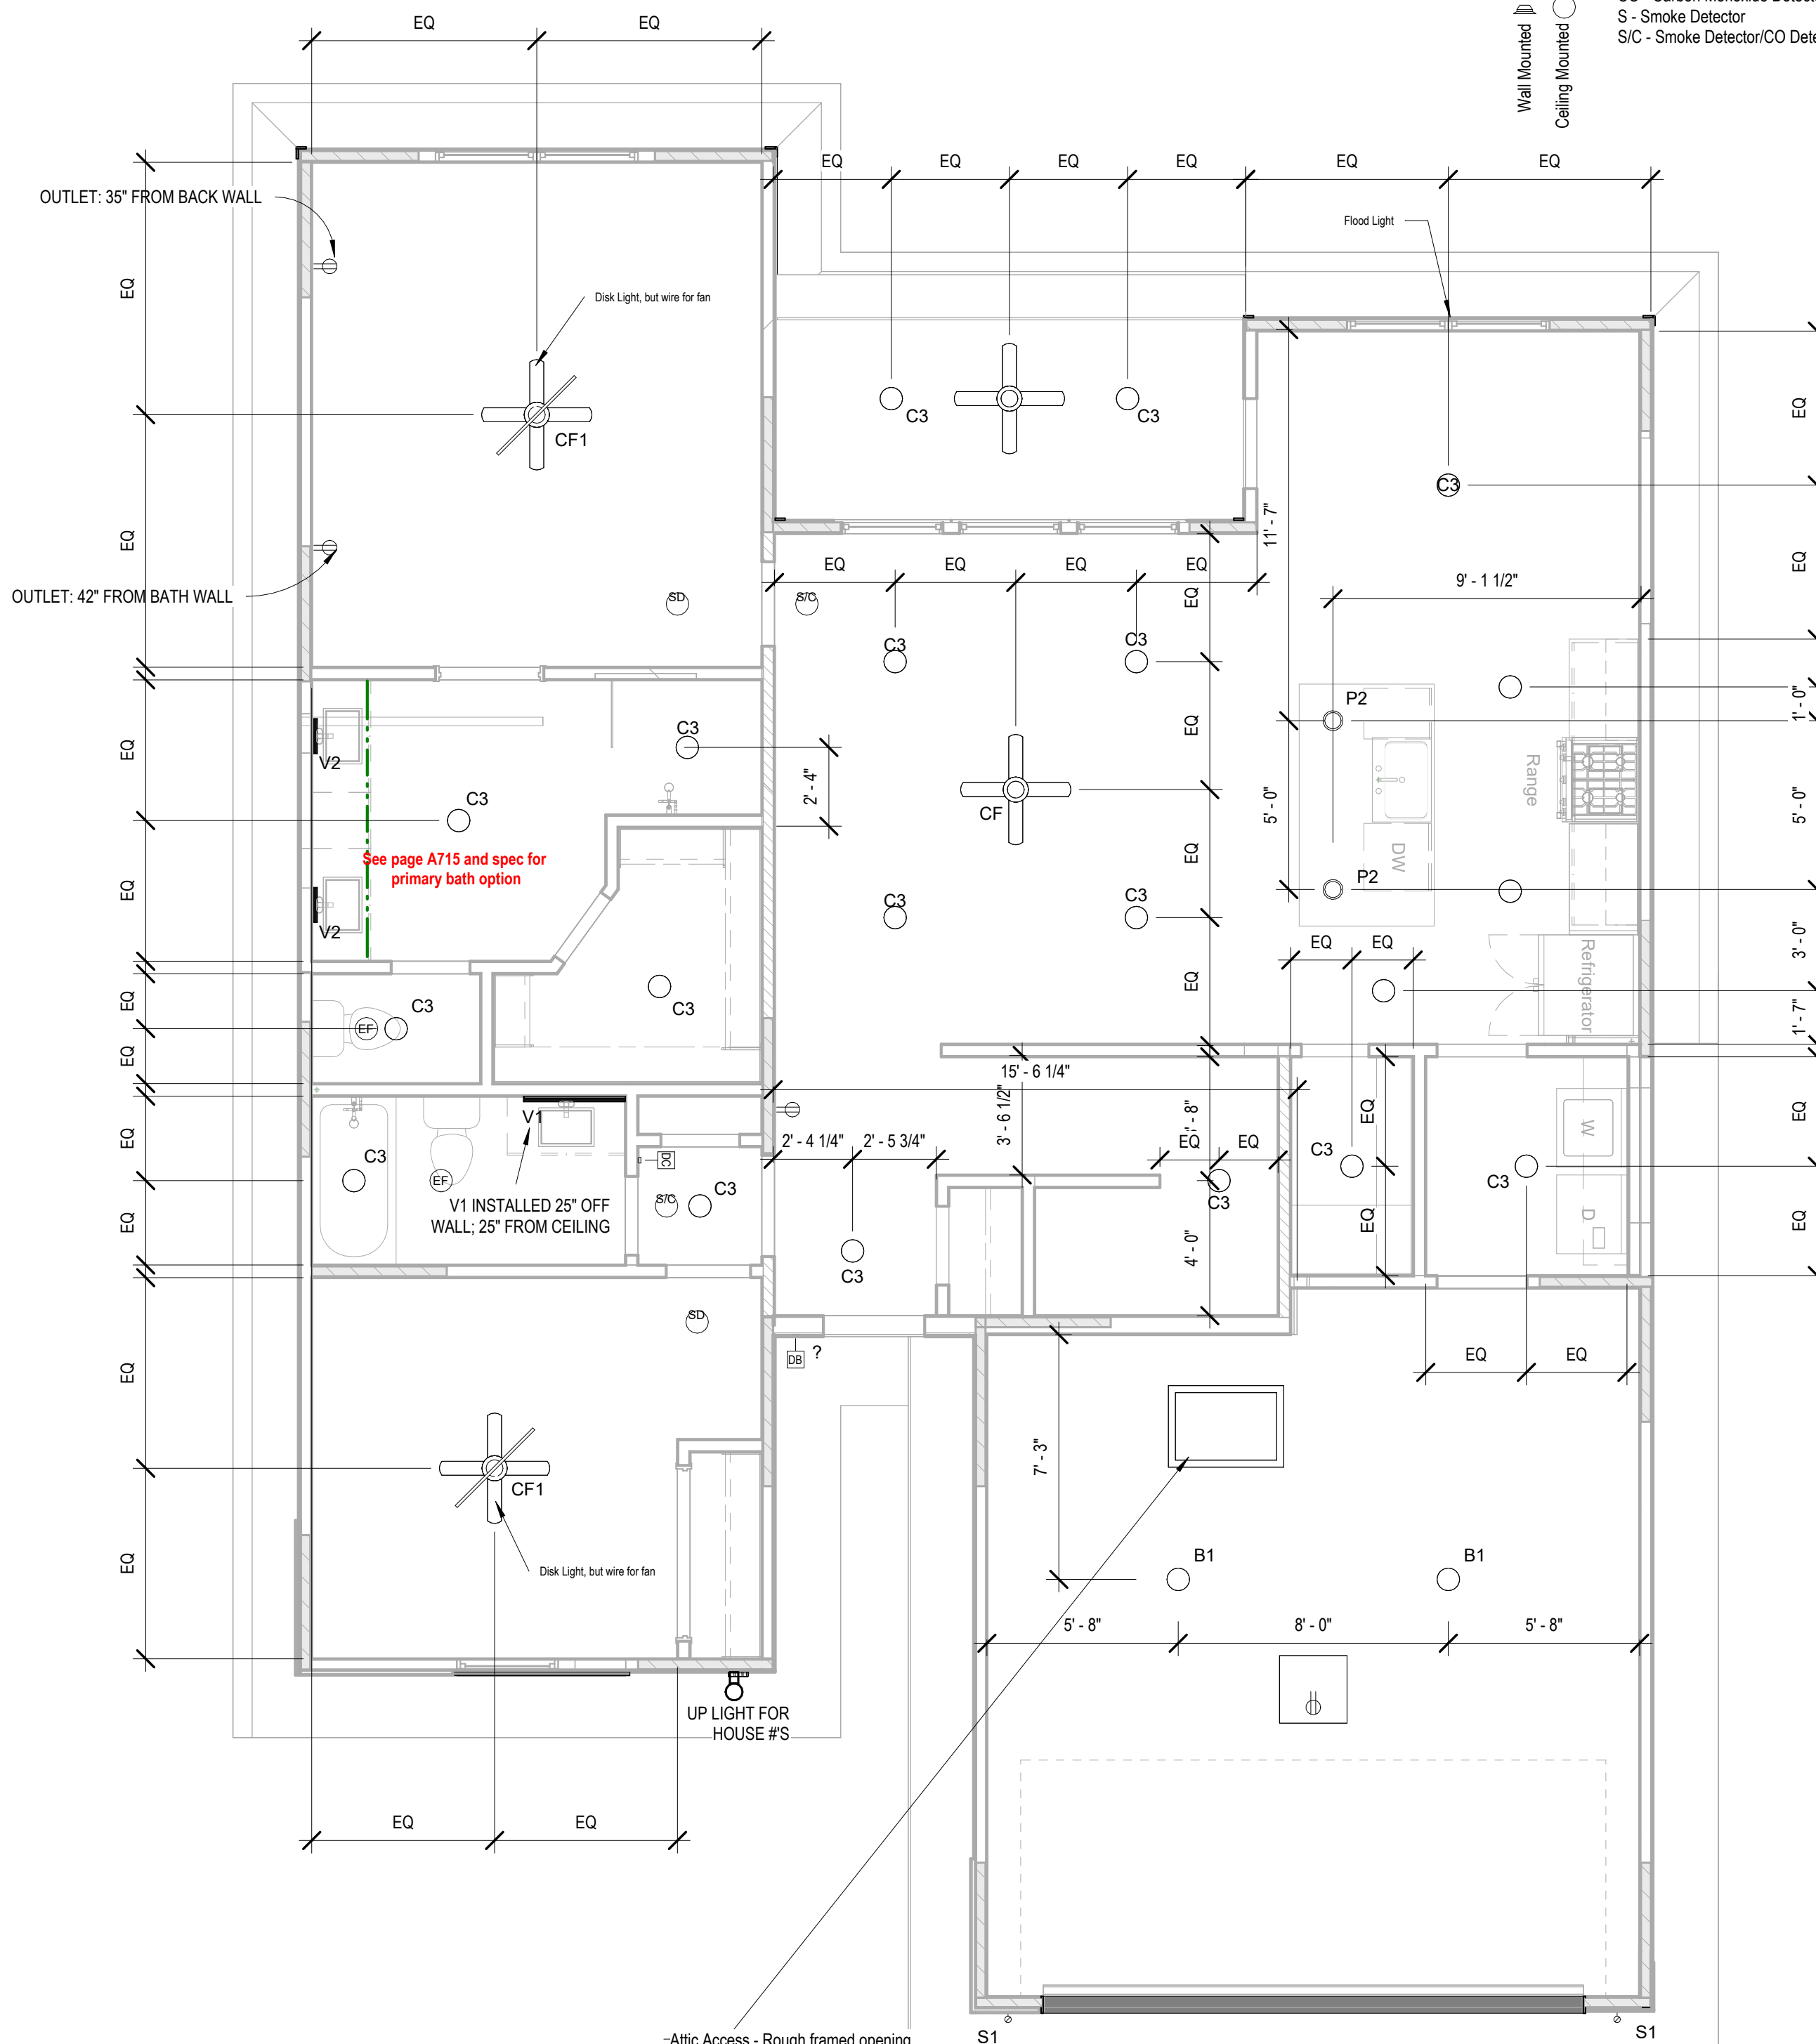 EQ
EQ
Wall Mounted
Ceiling Mounted
S - Smoke Detector
EQ
EQ
EQ
EQ
EQ
EQ
OUTLET: 35" FROM BACK WALL
Flood Light
EQ
Disk Light, but wire for fan
C3
C3
EQ
CF1
C3
11' - 7"
EQ
EQ
EQ
EQ
EQ
EQ
EQ
9' - 1 1/2"
OUTLET: 42" FROM BATH WALL
SD
S/C
EQ
C3
C3
P2
1' - 0"
C3
EQ
EQ
V2
Range
2' - 4"
C3
CF
5' - 0"
5' - 0"
See page A715 and spec for
primary bath option
EQ
DW
P2
EQ
C3
C3
V2
EQ
EQ
3' - 0"
Refrigerator
EQ
C3
EQ
EF
C3
1' - 7"
EQ
15' - 6 1/4"
3' - 6 1/2"
EQ
V1
EQ
W
EQ
2' - 4 1/4"
2' - 5 3/4"
EQ
EQ
C3
DC
C3
C3
EF
S/C
C3
C3
V1 INSTALLED 25" OFF
WALL; 25" FROM CEILING
EQ
EQ
D
EQ
4' - 0"
C3
SD
DB
?
EQ
EQ
EQ
7' - 3"
CF1
EQ
Disk Light, but wire for fan
B1
B1
5' - 8"
8' - 0"
5' - 8"
UP LIGHT FOR
HOUSE #'S
EQ
EQ
Attic Access - Rough framed opening
S1
S1